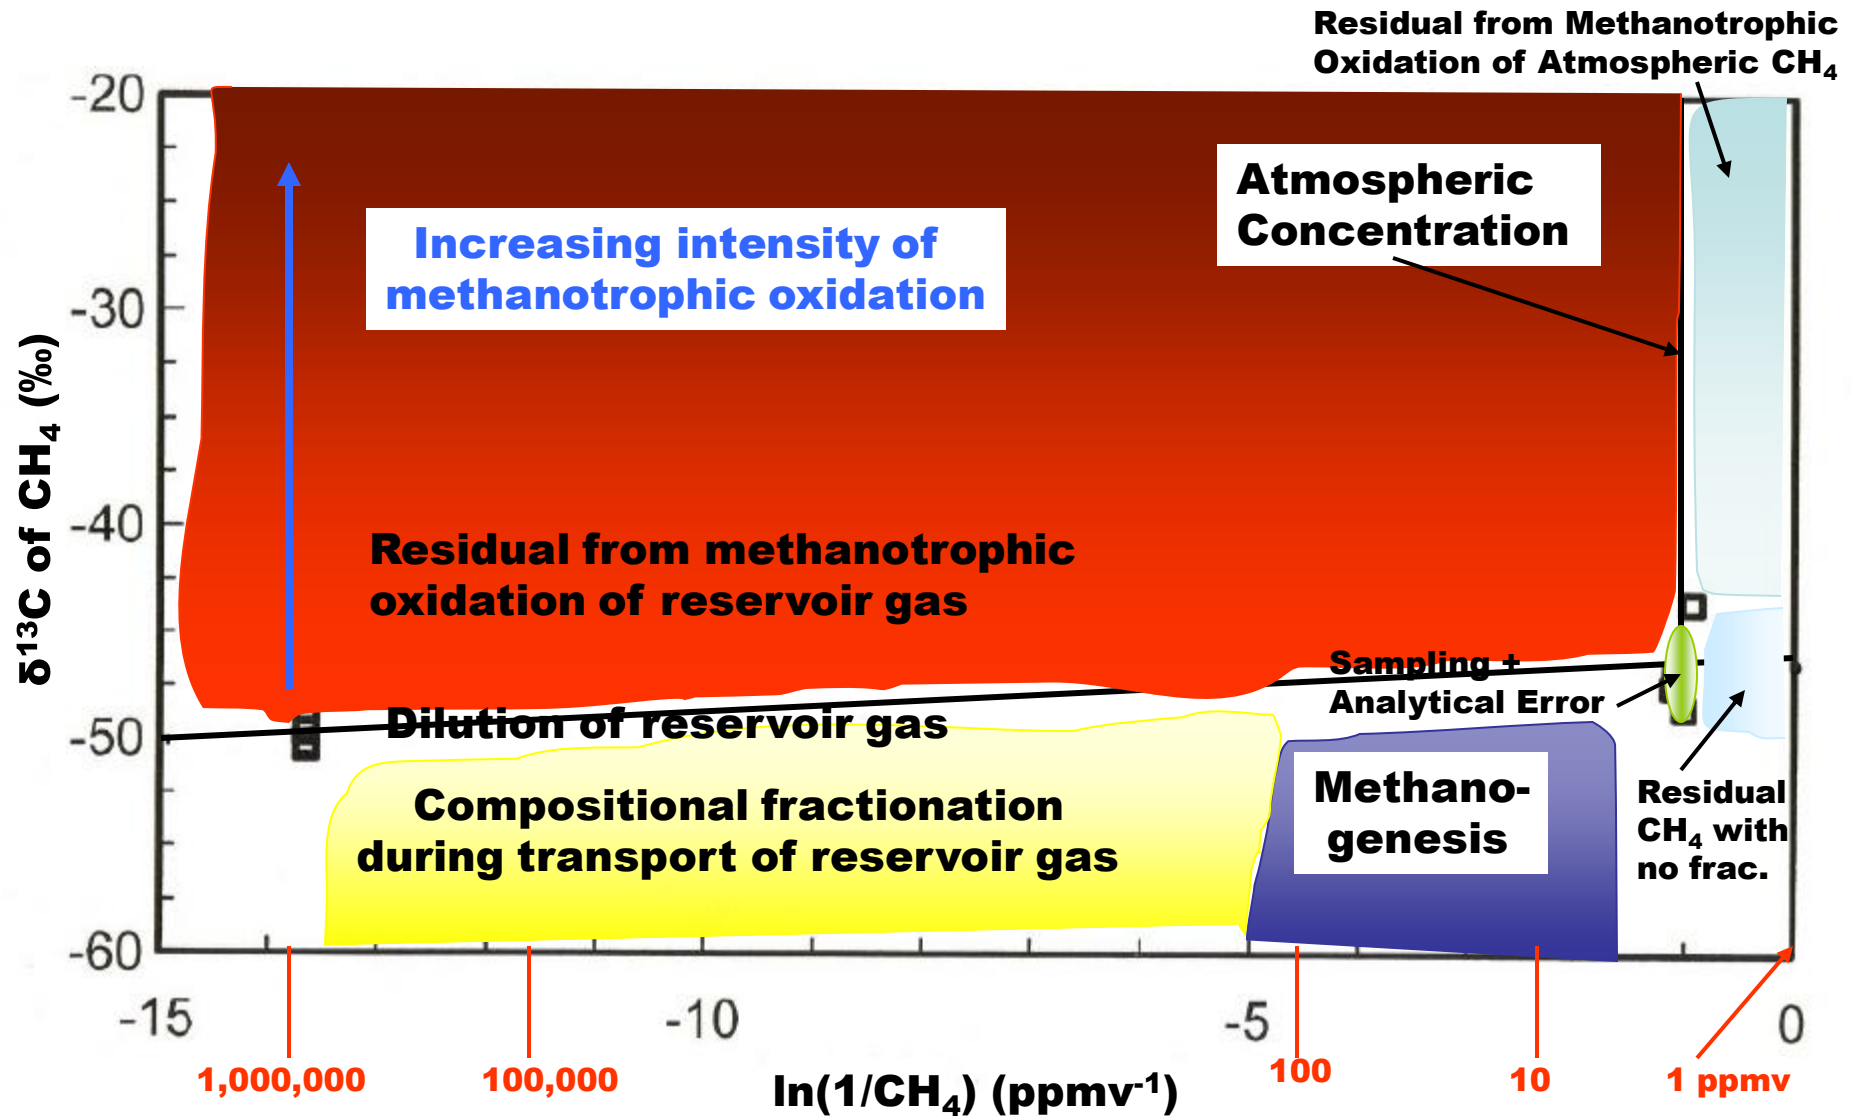 Residual from Methanotrophic
Oxidation of Atmospheric CH₄
-20
-30
-40
-50
-60
δ¹³C of CH₄ (‰)
Atmospheric
Concentration
Increasing intensity of
methanotrophic oxidation
Residual from methanotrophic
oxidation of reservoir gas
Sampling +
Analytical Error
Dilution of reservoir gas
Compositional fractionation
during transport of reservoir gas
Methano-
genesis
Residual
CH₄ with
no frac.
-15
-10
-5
0
1,000,000
100,000
100
10
1 ppmv
ln(1/CH₄) (ppmv⁻¹)